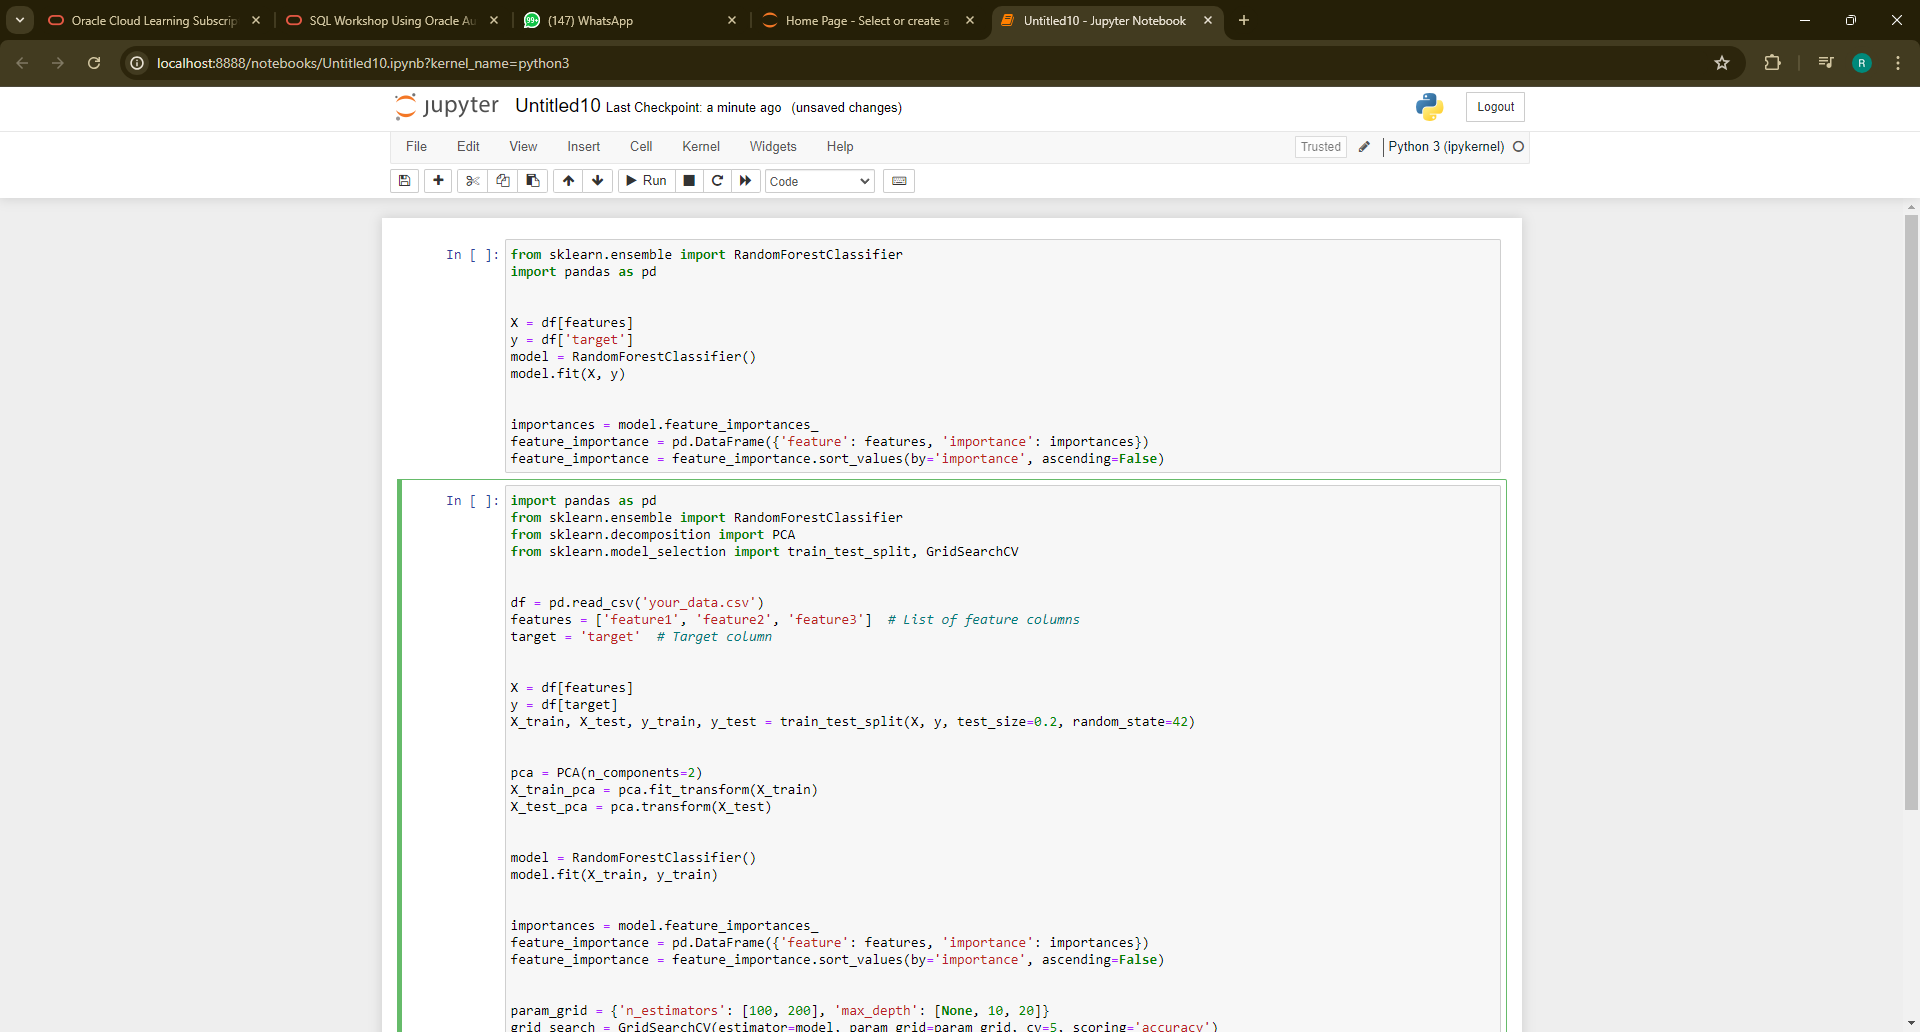 Oracle Cloud Learning Subscrip
SQL Workshop Using Oracle Au
(147) WhatsApp
Home Page - Select or create a
Untitled10 - Jupyter Notebook
localhost:8888/notebooks/Untitled10.ipynb?kernel_name=python3
R
jupyter Untitled10 Last Checkpoint: a minute ago (unsaved changes)
Logout
File Edit View Insert Cell Kernel Widgets Help
Trusted
Python 3 (ipykernel)
Run
Code
In [ ]:
from sklearn.ensemble import RandomForestClassifier
import pandas as pd
X = df[features]
y = df['target']
model = RandomForestClassifier()
model.fit(X, y)
importances = model.feature_importances_
feature_importance = pd.DataFrame({'feature': features, 'importance': importances})
feature_importance = feature_importance.sort_values(by='importance', ascending=False)
In [ ]:
import pandas as pd
from sklearn.ensemble import RandomForestClassifier
from sklearn.decomposition import PCA
from sklearn.model_selection import train_test_split, GridSearchCV
df = pd.read_csv('your_data.csv')
features = ['feature1', 'feature2', 'feature3']  # List of feature columns
target = 'target'  # Target column
X = df[features]
y = df[target]
X_train, X_test, y_train, y_test = train_test_split(X, y, test_size=0.2, random_state=42)
pca = PCA(n_components=2)
X_train_pca = pca.fit_transform(X_train)
X_test_pca = pca.transform(X_test)
model = RandomForestClassifier()
model.fit(X_train, y_train)
importances = model.feature_importances_
feature_importance = pd.DataFrame({'feature': features, 'importance': importances})
feature_importance = feature_importance.sort_values(by='importance', ascending=False)
param_grid = {'n_estimators': [100, 200], 'max_depth': [None, 10, 20]}
grid_search = GridSearchCV(estimator=model, param_grid=param_grid, cv=5, scoring='accuracy')